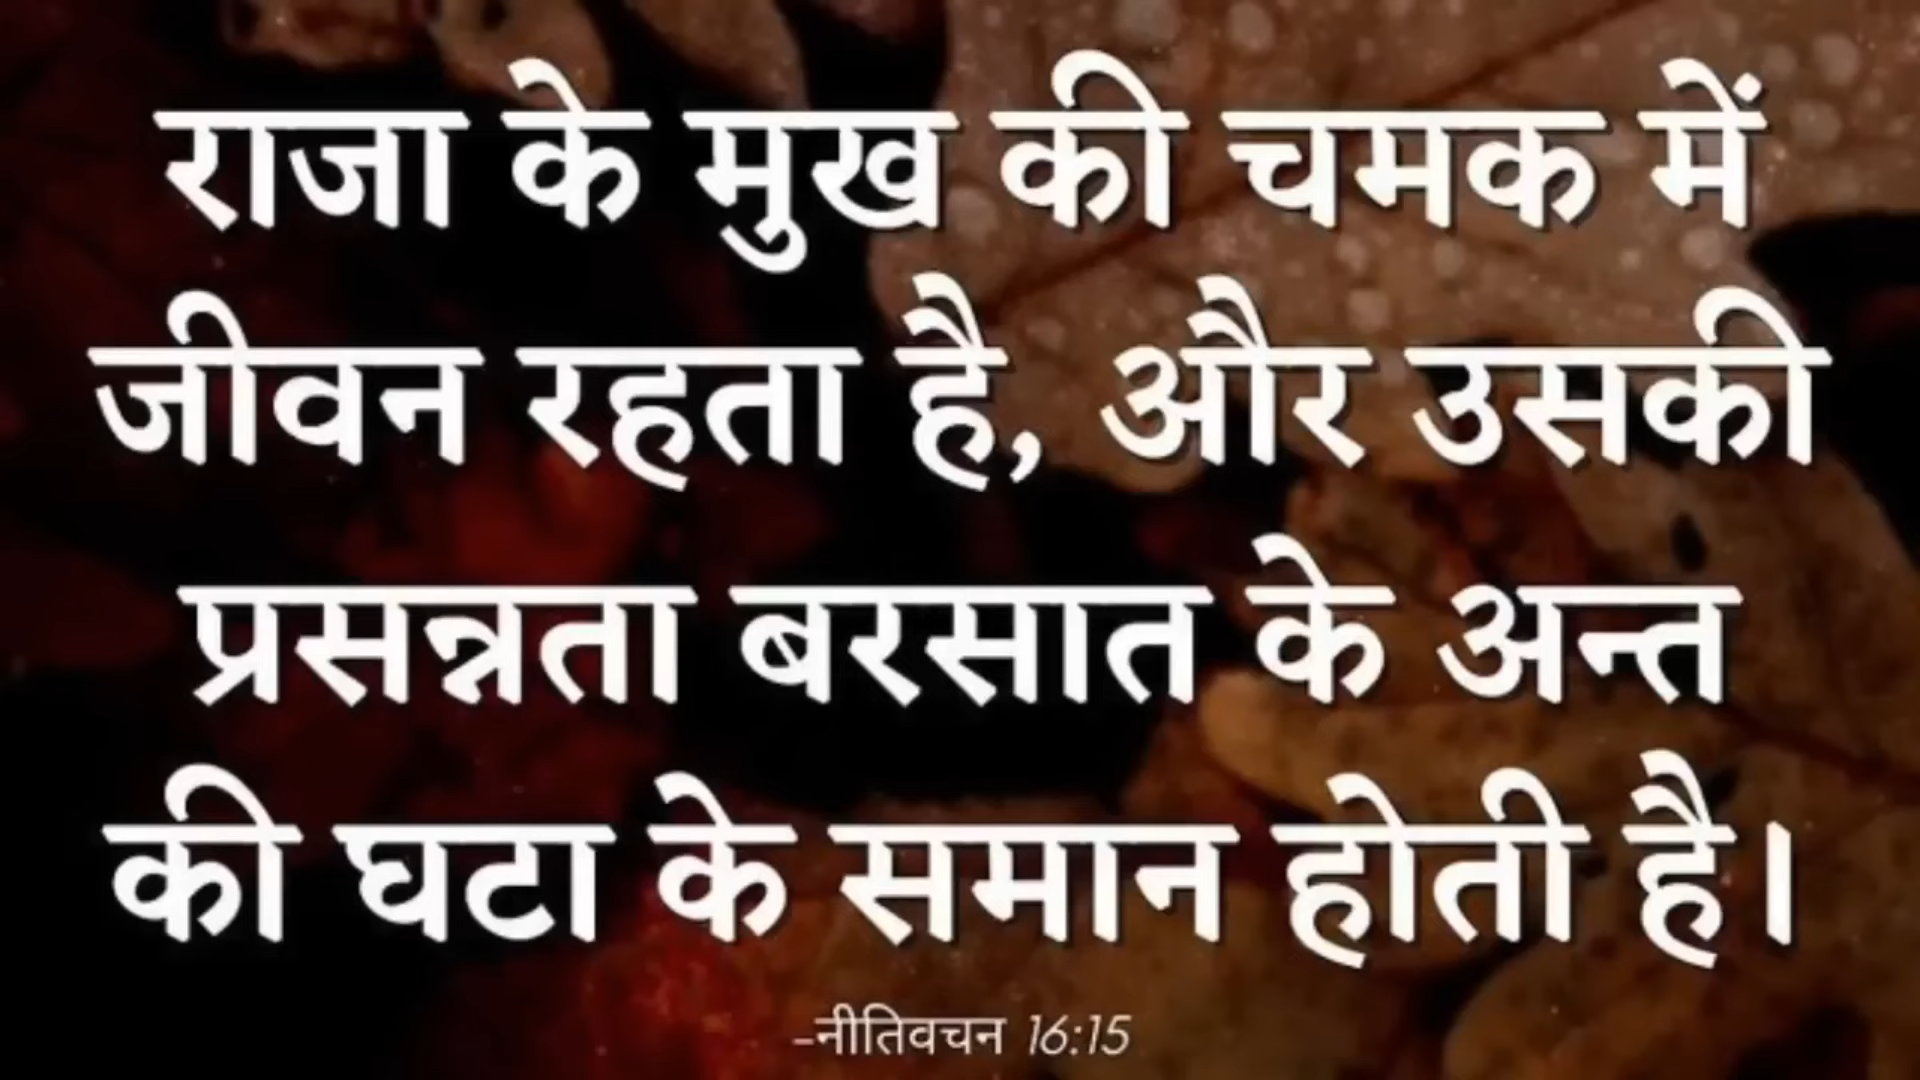 राजा के मुख की चमक में
जीवन रहता है, और उसकी
प्रसन्नता बरसात के अन्त
की घटा के समान होती है।
-नीतिवचन 16:15